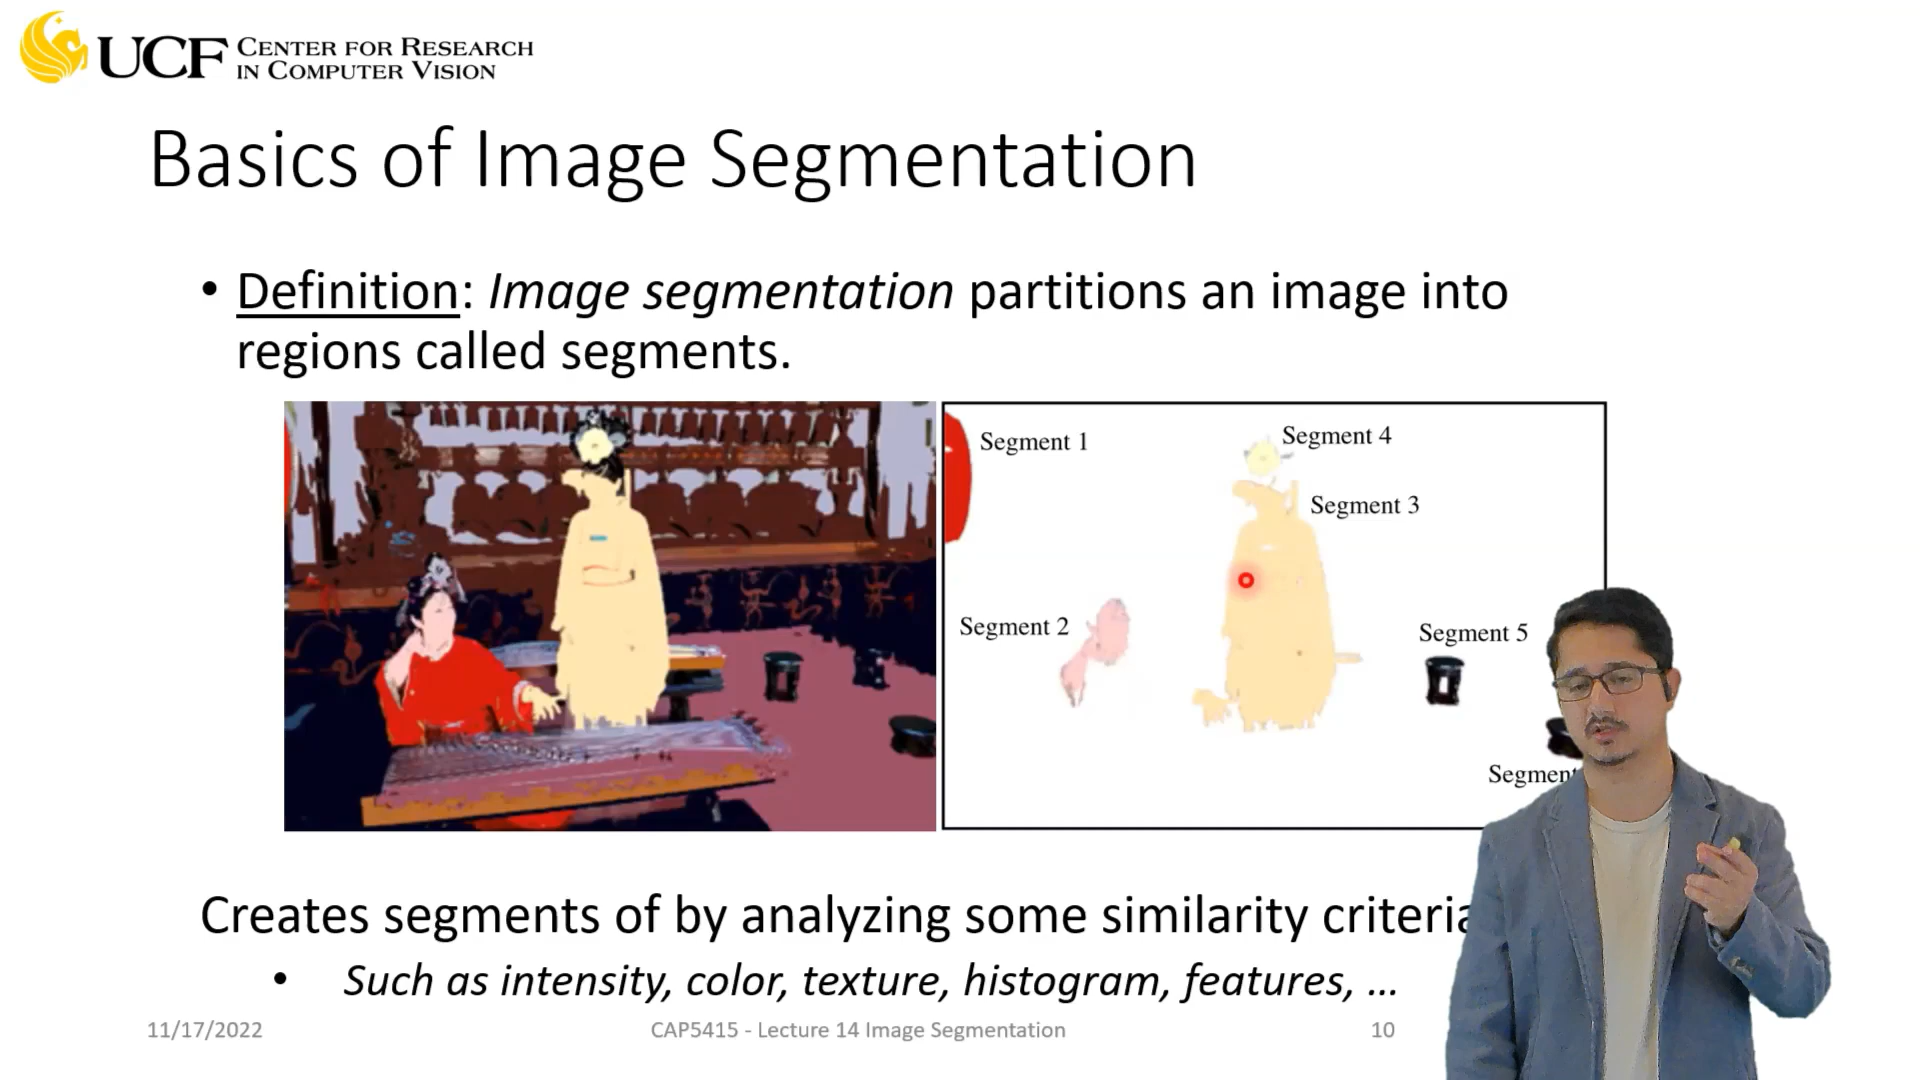 UCF CENTER FOR RESEARCH
IN COMPUTER VISION
Basics of Image Segmentation
• Definition: Image segmentation partitions an image into
regions called segments.
Segment 1
Segment 4
Segment 3
Segment 2
Segment 5
Segment
Creates segments of by analyzing some similarity criteria
• Such as intensity, color, texture, histogram, features, ...
11/17/2022
CAP5415 - Lecture 14 Image Segmentation
10